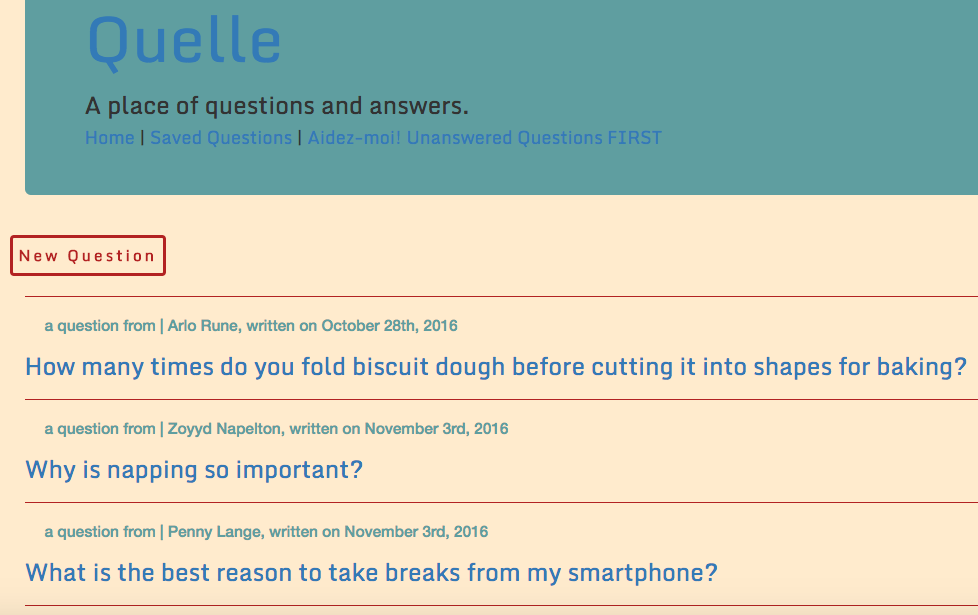 Quelle
A place of questions and answers.
Home | Saved Questions | Aidez-moi! Unanswered Questions FIRST
New Question
a question from | Arlo Rune, written on October 28th, 2016
How many times do you fold biscuit dough before cutting it into shapes for baking?
a question from | Zoyyd Napelton, written on November 3rd, 2016
Why is napping so important?
a question from | Penny Lange, written on November 3rd, 2016
What is the best reason to take breaks from my smartphone?